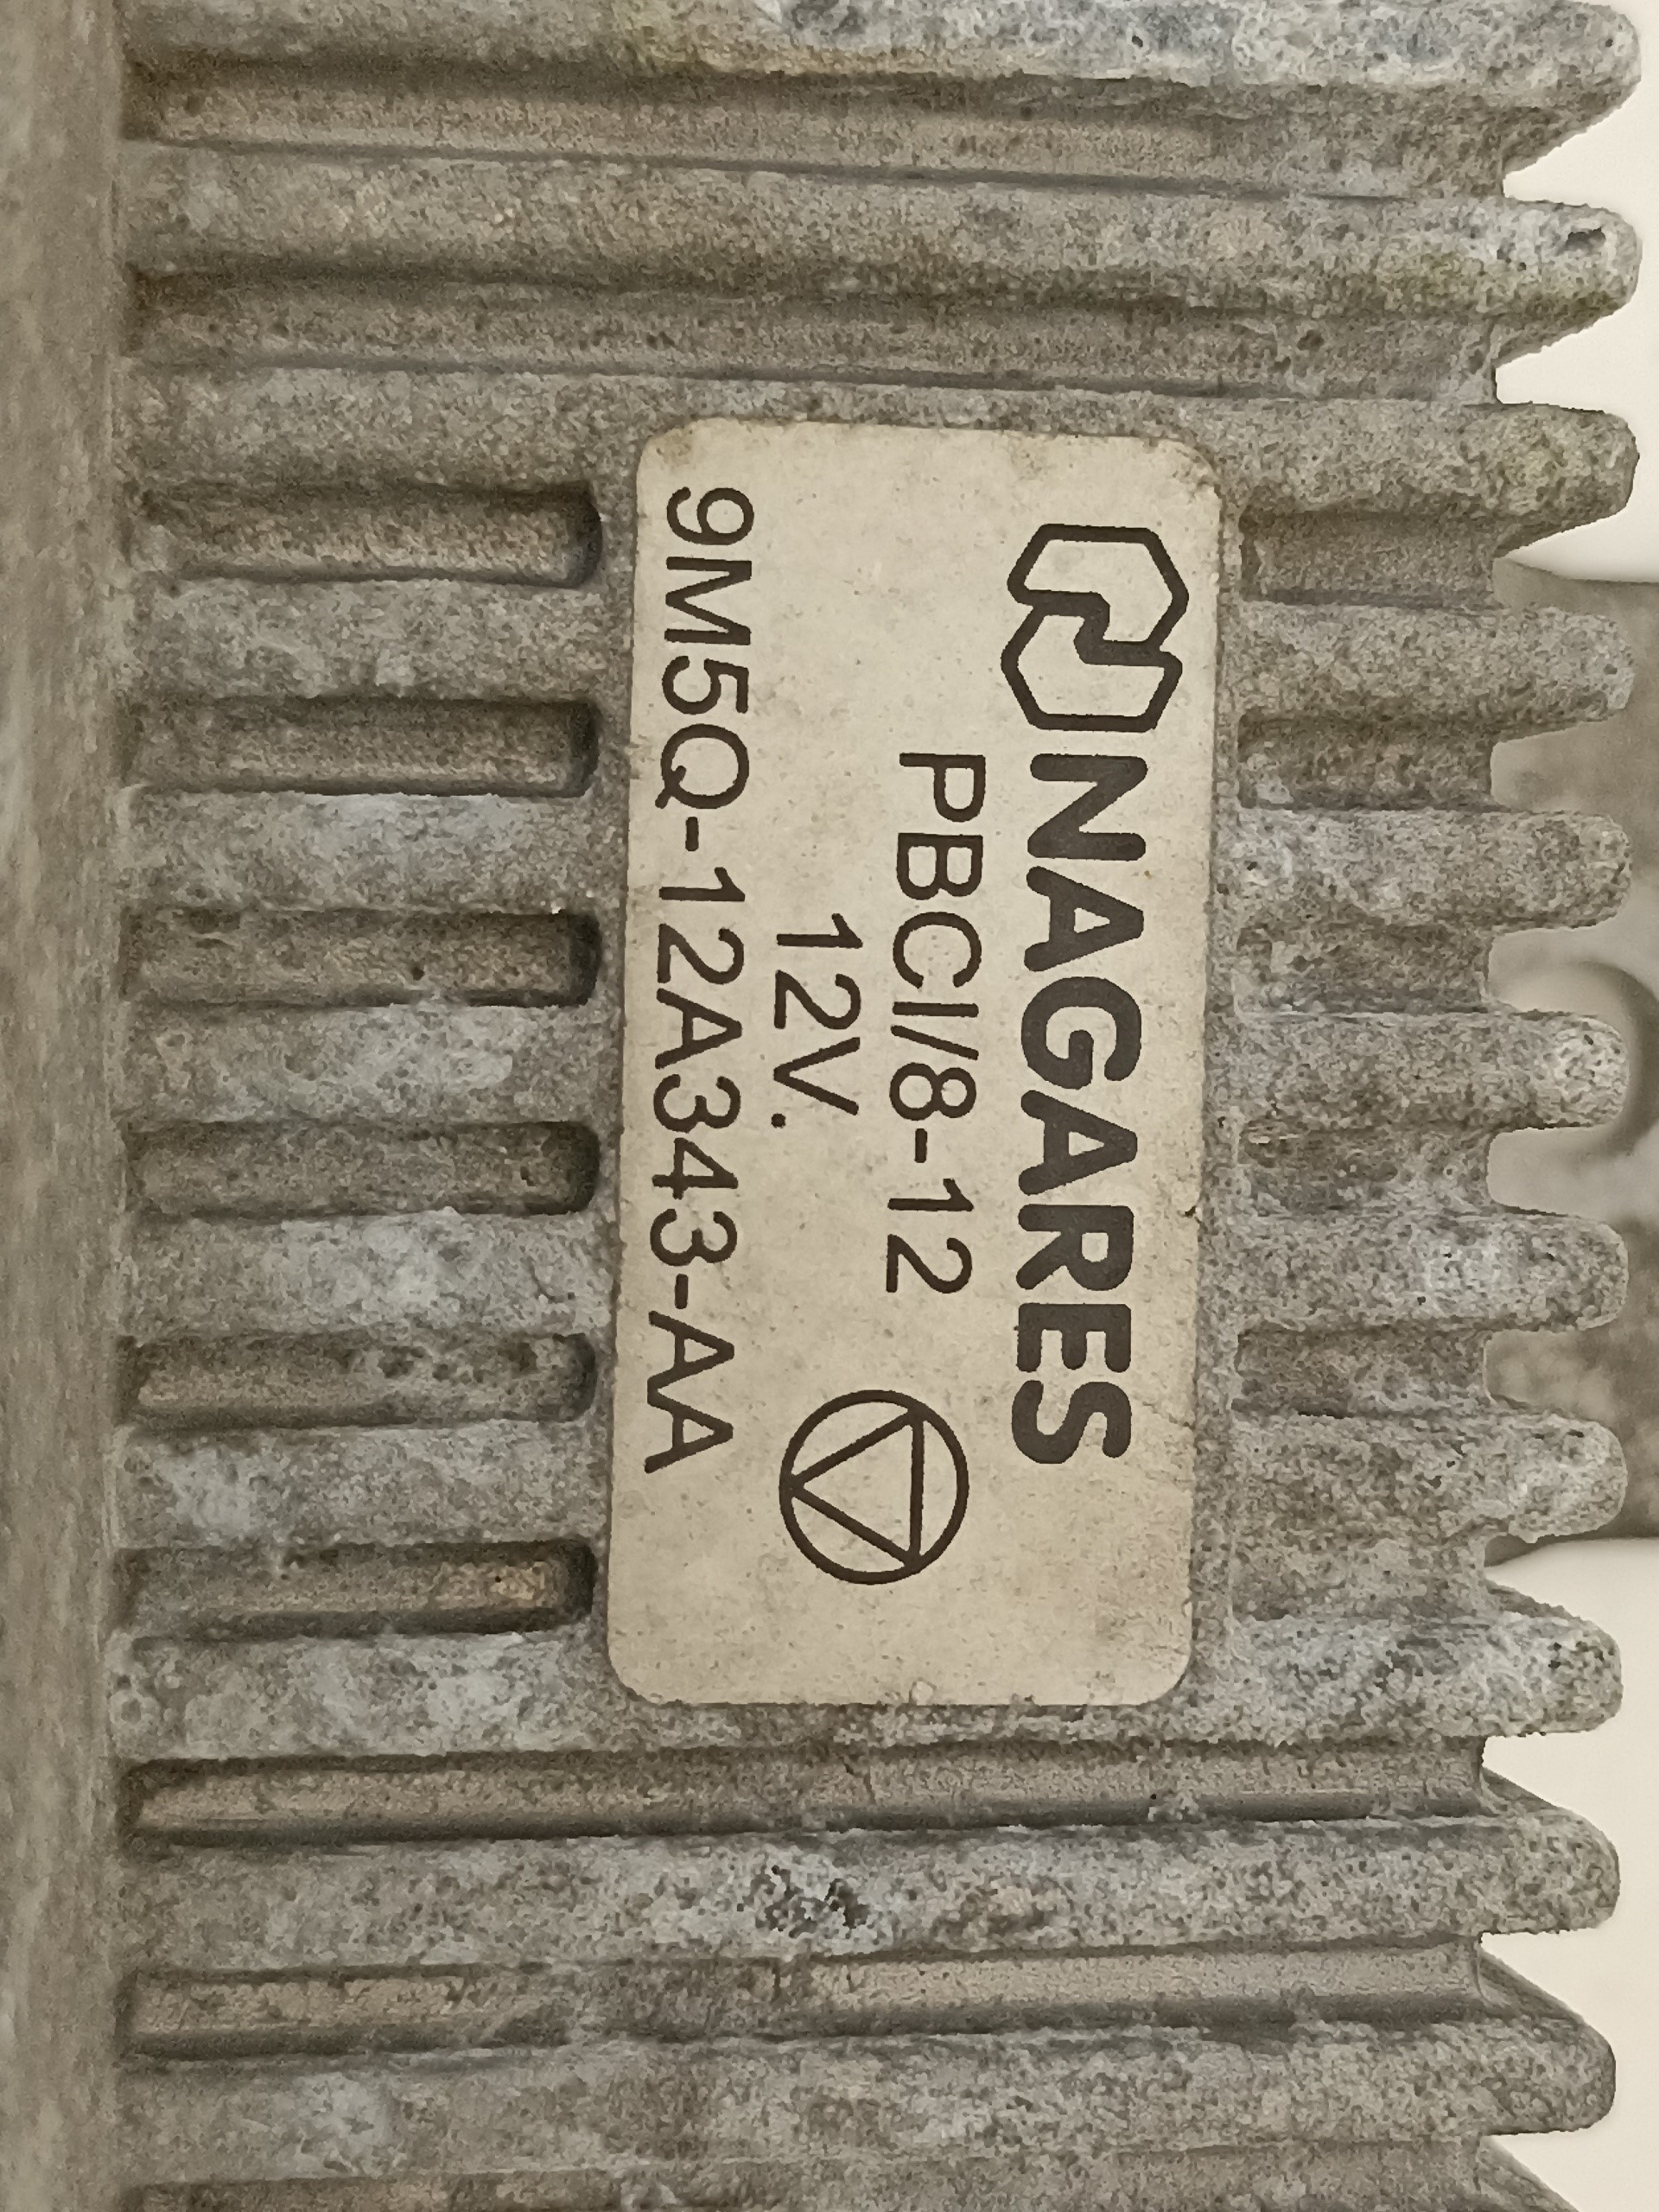 NAGARES
PBCI/8-12
12V.
9M5Q-12A343-AA